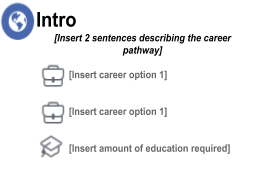 Intro
[Insert 2 sentences describing the career
pathway]
[Insert career option 1]
[Insert career option 1]
[Insert amount of education required]